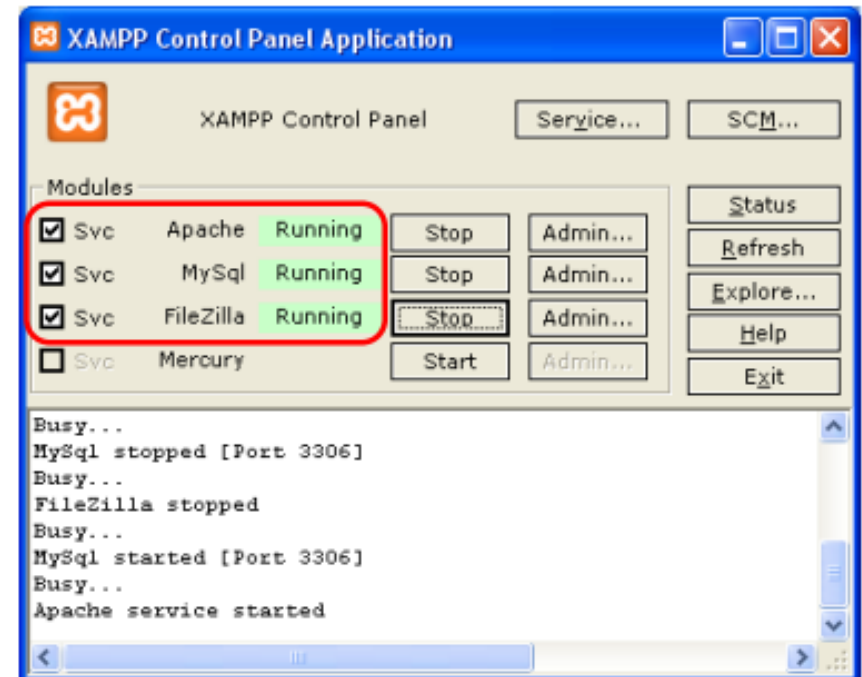 XAMPP Control Panel Application
XAMPP Control Panel Service... SCM...
Modules
Status
Svc Apache Running Stop Admin...
Refresh
Svc MySql Running Stop Admin...
Explore...
Svc FileZilla Running Stop Admin...
Help
Svc Mercury Start Admin...
Exit
Busy...
MySql stopped [Port 3306]
Busy...
FileZilla stopped
Busy...
MySql started [Port 3306]
Busy...
Apache service started